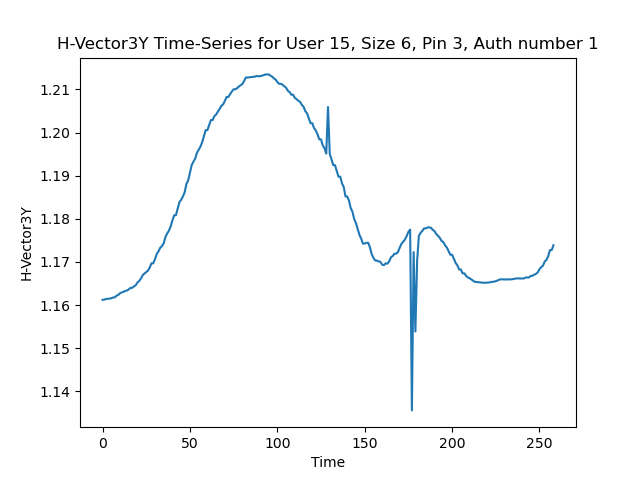 H-Vector3Y Time-Series for User 15, Size 6, Pin 3, Auth number 1
1.21
1.20
1.19
1.18
1.17
1.16
1.15
1.14
H-Vector3Y
0 50 100 150 200 250
Time